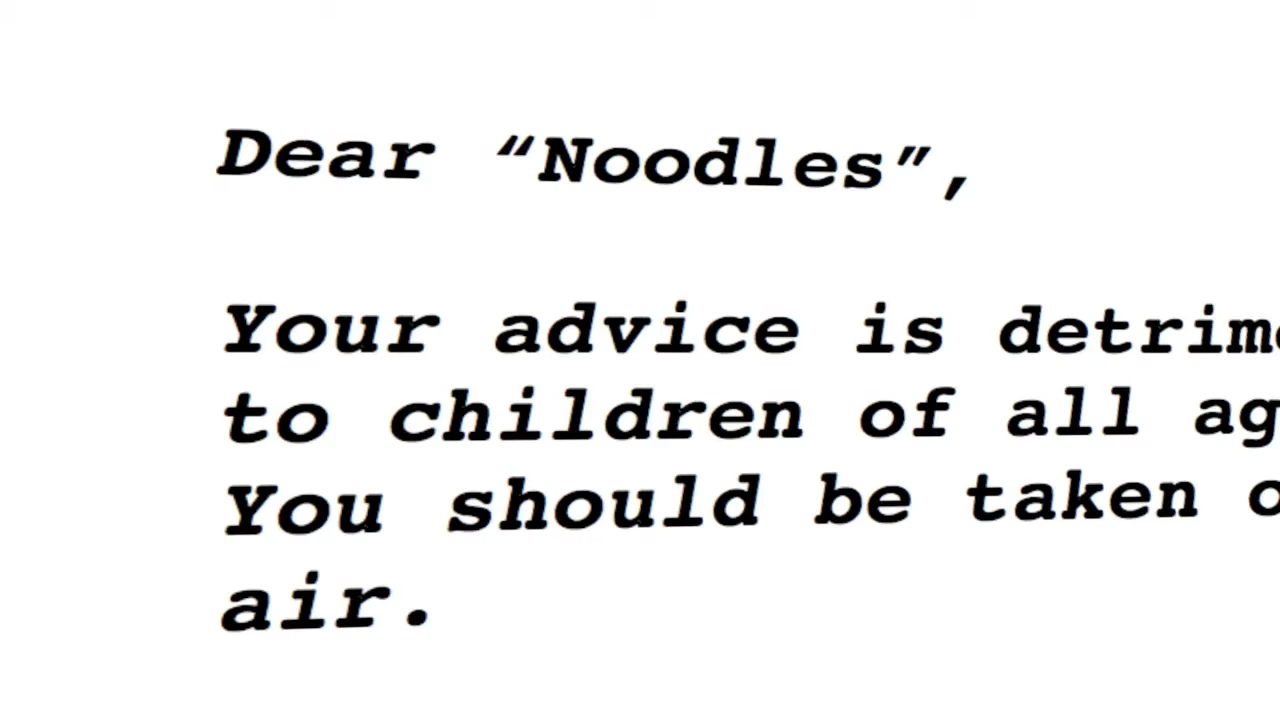 Dear “Noodles”,
Your advice is
to children of all
You should be taken
air.